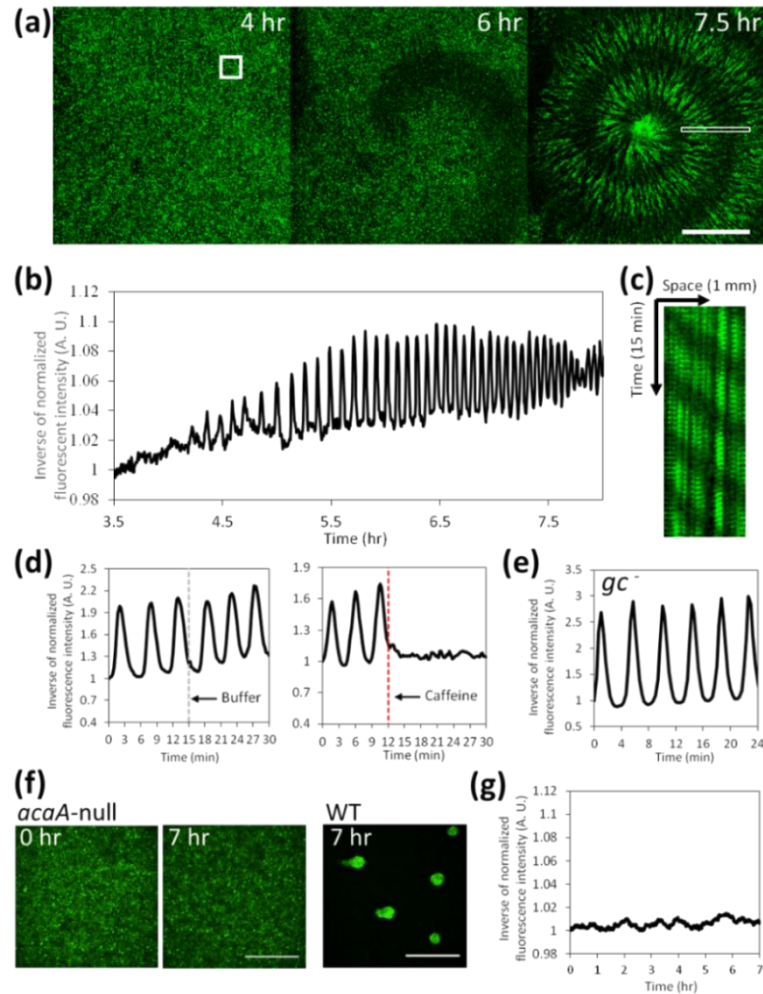 (a)
4 hr
6 hr
7.5 hr
(b)
Inverse of normalized
fluorescent intensity (A. U.)
1.12
1.1
1.08
1.06
1.04
1.02
1
0.98
3.5
4.5
5.5
6.5
7.5
Time (hr)
(c)
Space (1 mm)
Time (15 min)
(d)
Inverse of normalized
fluorescence intensity (A. U.)
2.5
2.2
1.9
1.6
1.3
1
0.7
0.4
Buffer
0 3 6 9 12 15 18 21 24 27 30
Time (min)
1.9
1.6
1.3
1
0.7
0.4
Caffeine
0 3 6 9 12 15 18 21 24 27 30
Time (min)
(e)
gc -
Inverse of normalized
fluorescence intensity (A. U.)
3.5
3
2.5
2
1.5
1
0.5
0 4 8 12 16 20 24
Time (min)
(f)
acaA-null
WT
0 hr
7 hr
7 hr
(g)
Inverse of normalized
fluorescence intensity (A. U.)
1.12
1.1
1.08
1.06
1.04
1.02
1
0.98
0 1 2 3 4 5 6 7
Time (hr)